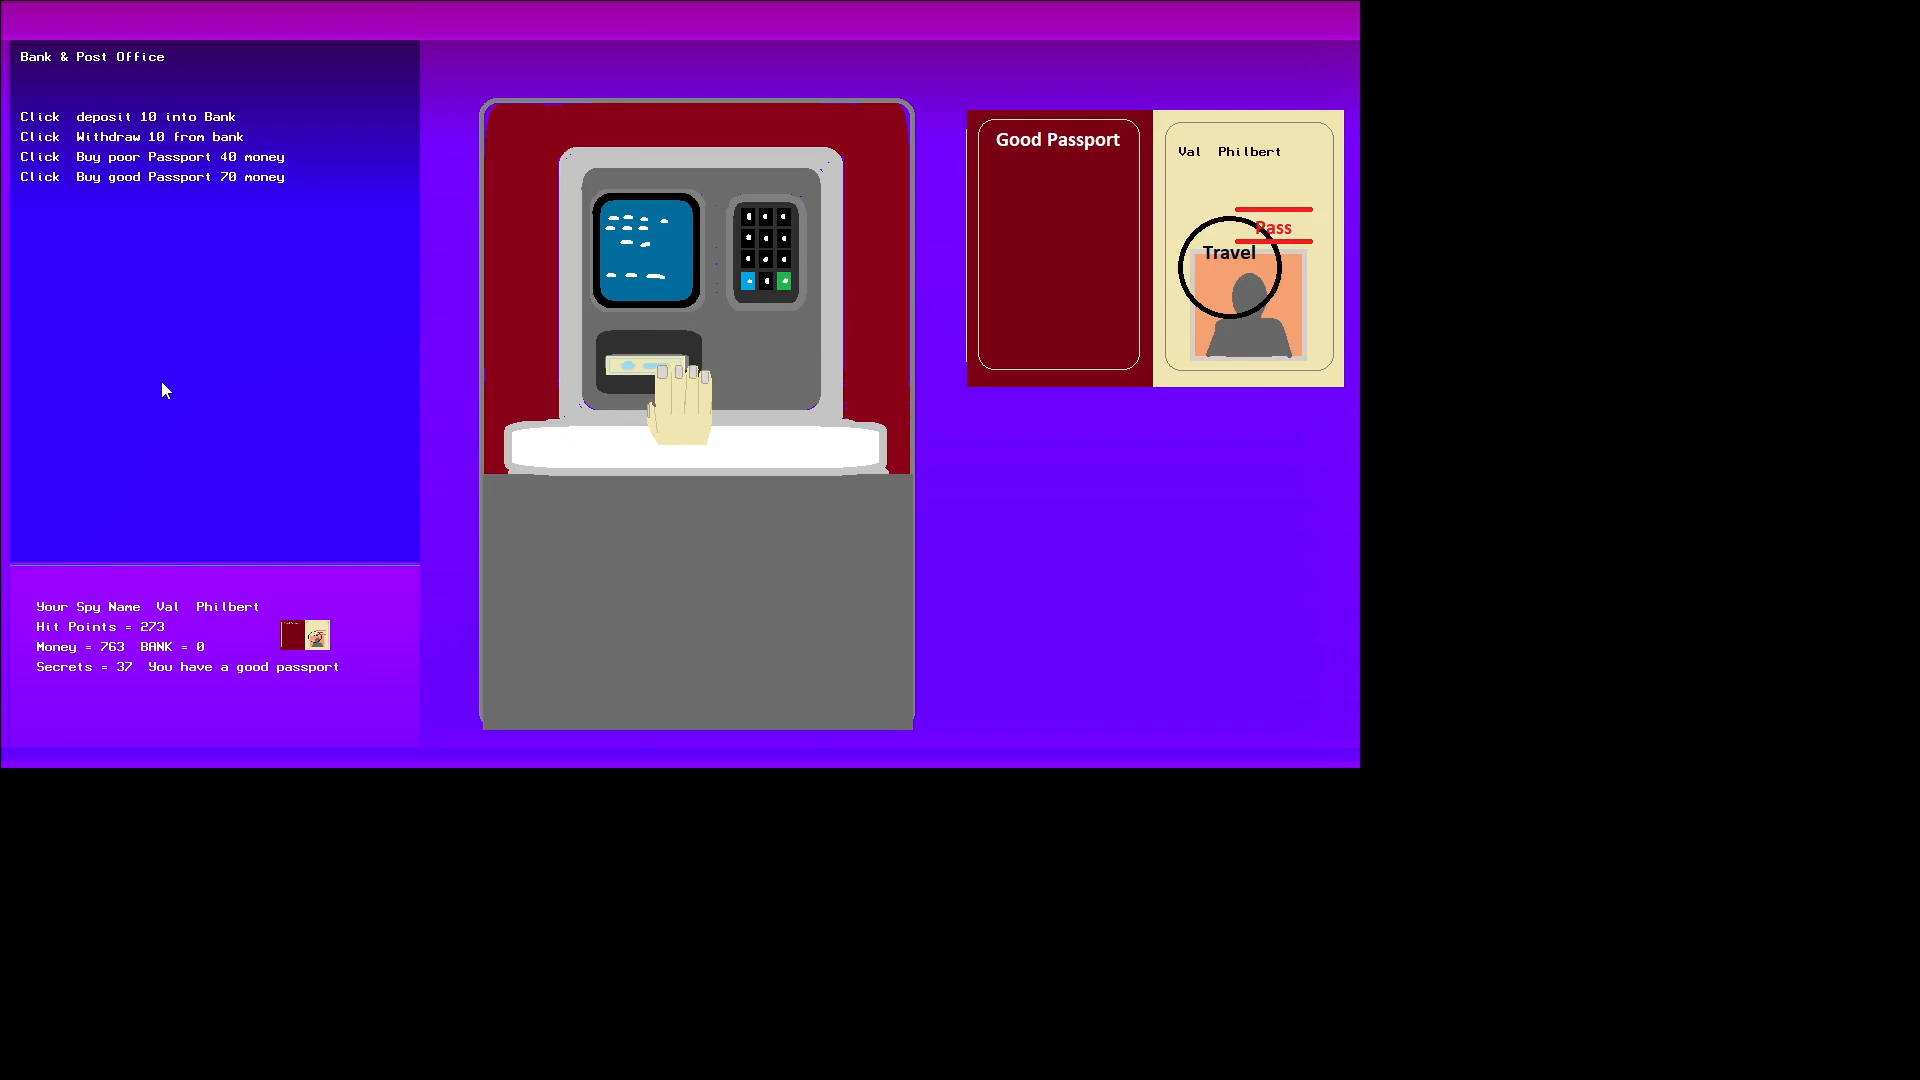 Bank & Post Office
Click  deposit 10 into Bank
Click  Withdraw 10 from bank
Click  Buy poor Passport 40 money
Click  Buy good Passport 70 money
Good Passport
Val  Philbert
Pass
Travel
Your Spy Name  Val  Philbert
Hit Points = 273
Money = 763  BANK = 0
Secrets = 37  You have a good passport